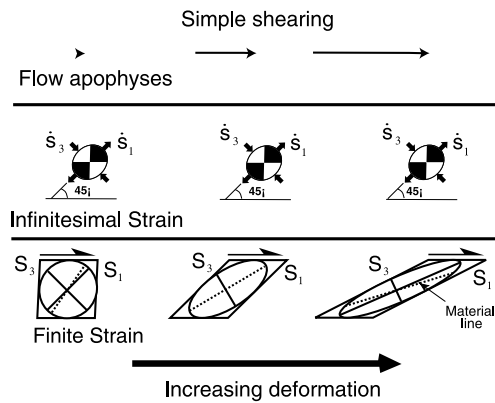 Simple shearing
Flow apophyses
Ṡ3 Ṡ1 Ṡ3 Ṡ1 Ṡ3 Ṡ1
45¡ 45¡ 45¡
Infinitesimal Strain
S3 S1 S3 S1 S3 S1
Material
line
Finite Strain
Increasing deformation